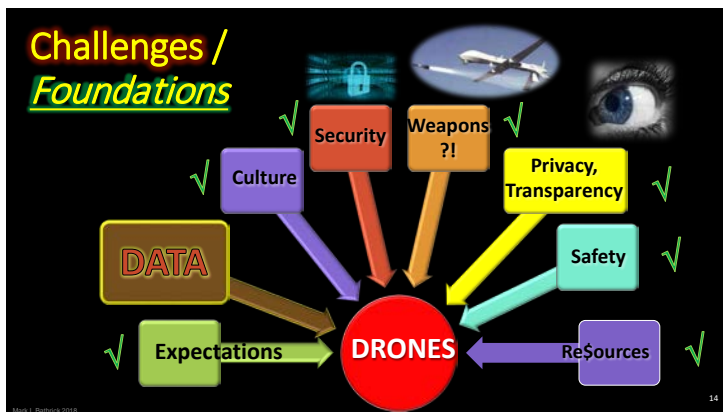 Challenges /
Foundations
Security
Weapons
?!
Culture
Privacy,
Transparency
DATA
Safety
Expectations
DRONES
Re$ources
14
Mark L Bathrick 2018